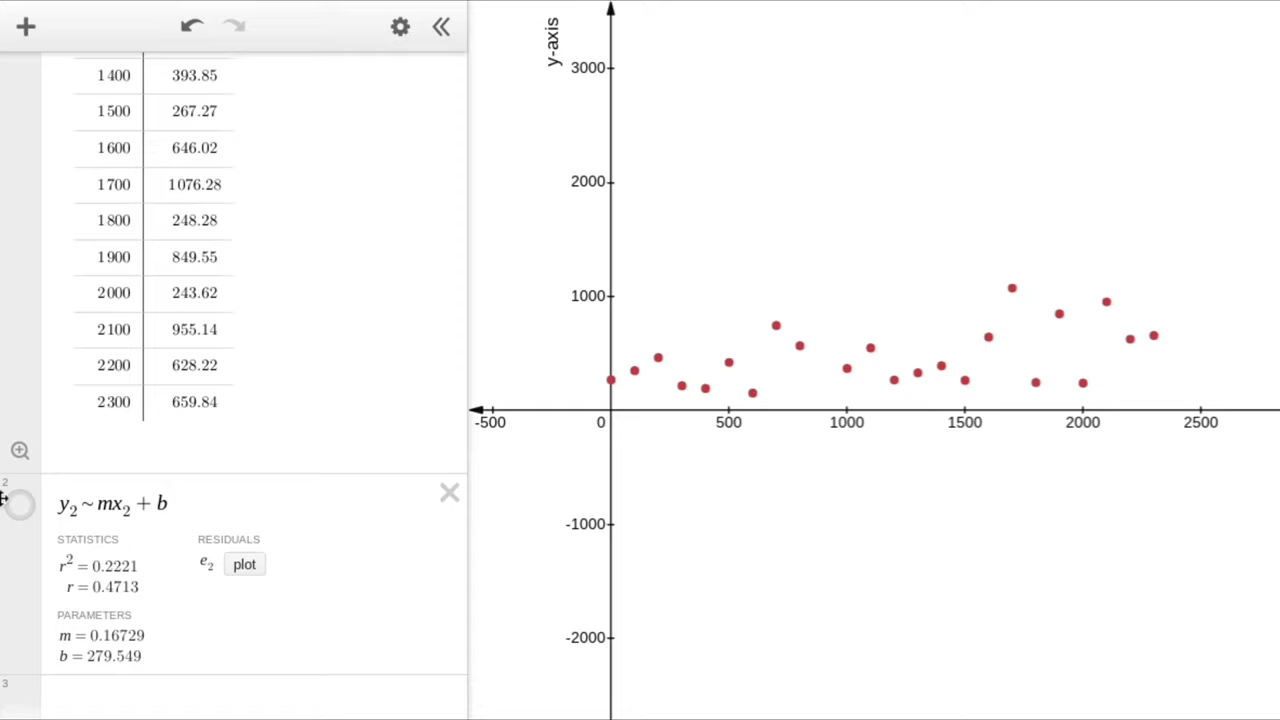 1400 393.85
1500 267.27
1600 646.02
1700 1076.28
1800 248.28
1900 849.55
2000 243.62
2100 955.14
2200 628.22
2300 659.84
2
y₂ ~ mx₂ + b
STATISTICS RESIDUALS
r² = 0.2221 e₂ plot
r = 0.4713
PARAMETERS
m = 0.16729
b = 279.549
3
y-axis
3000
2000
1000
-500 0 500 1000 1500 2000 2500
-1000
-2000